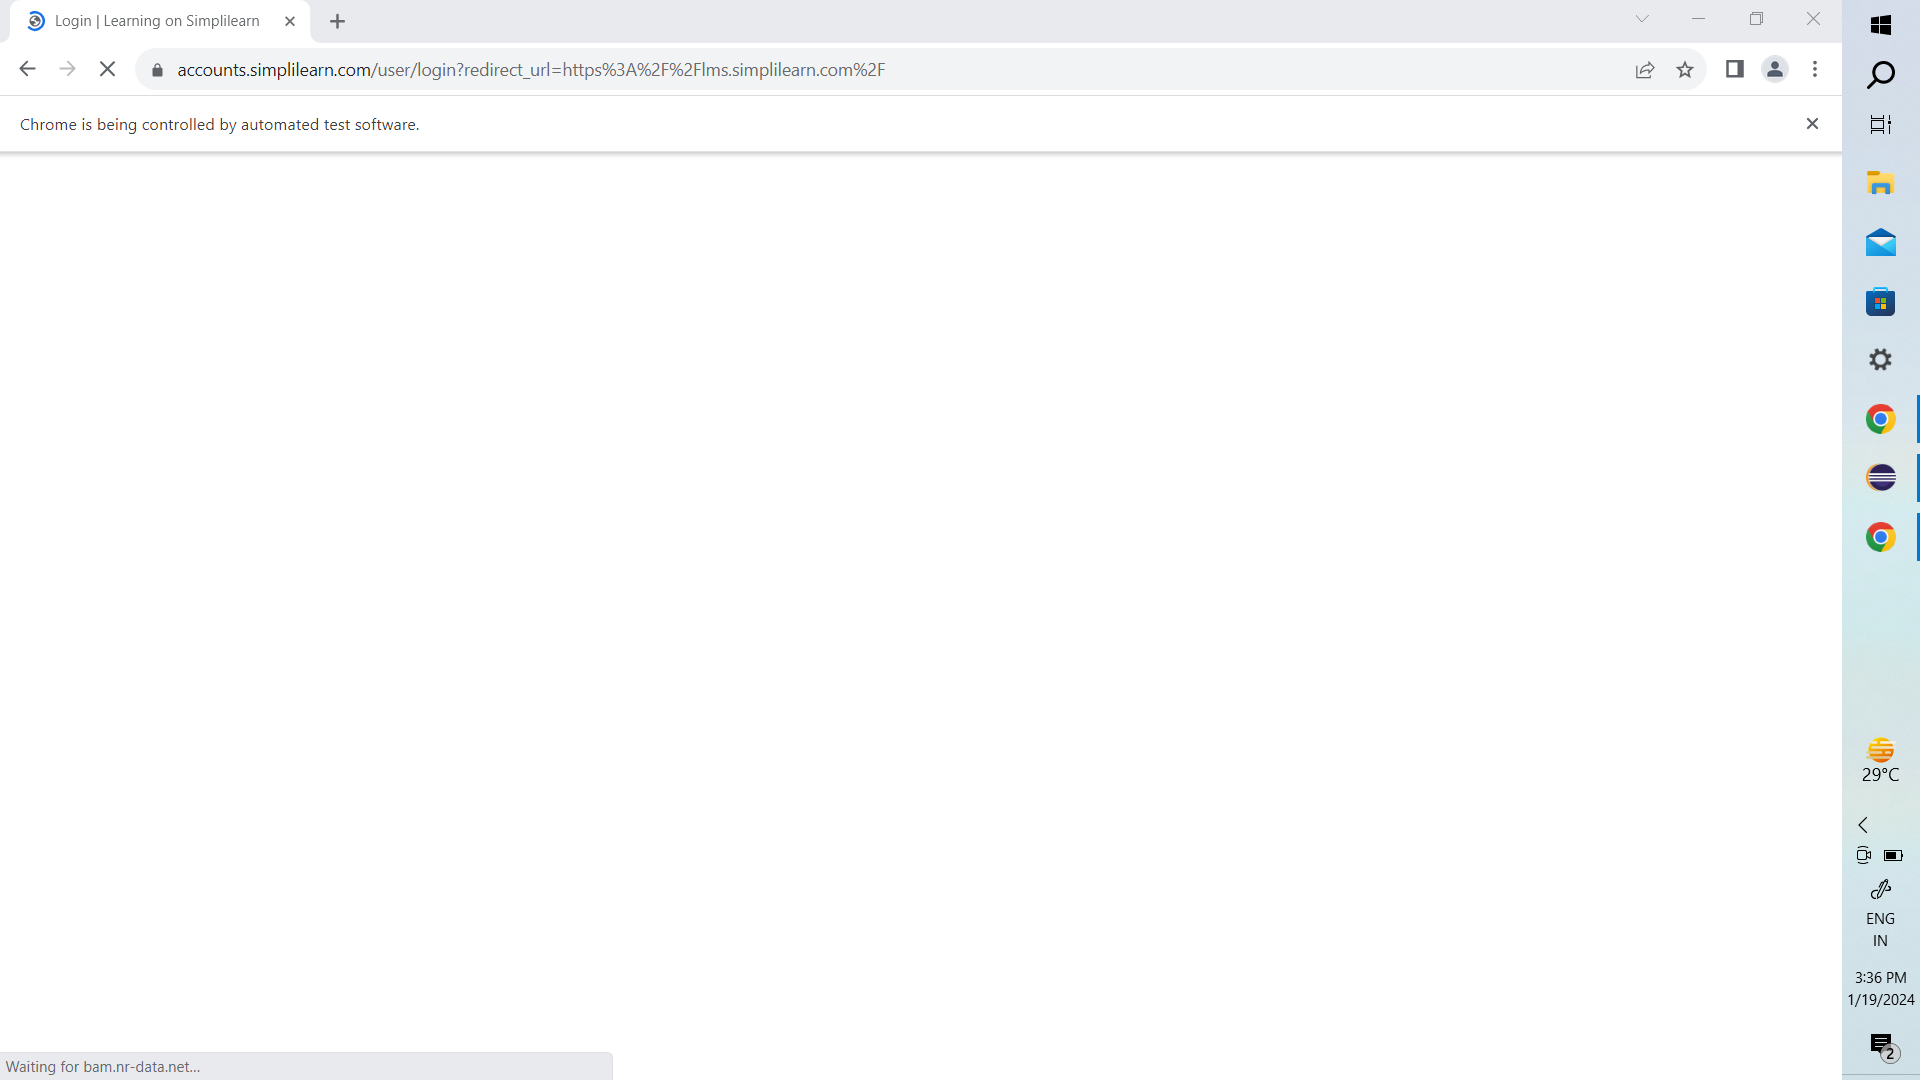 Login | Learning on Simplilearn
accounts.simplilearn.com/user/login?redirect_url=https%3A%2F%2Flms.simplilearn.com%2F
Chrome is being controlled by automated test software.
29°C
ENG
IN
3:36 PM
1/19/2024
2
Waiting for bam.nr-data.net...